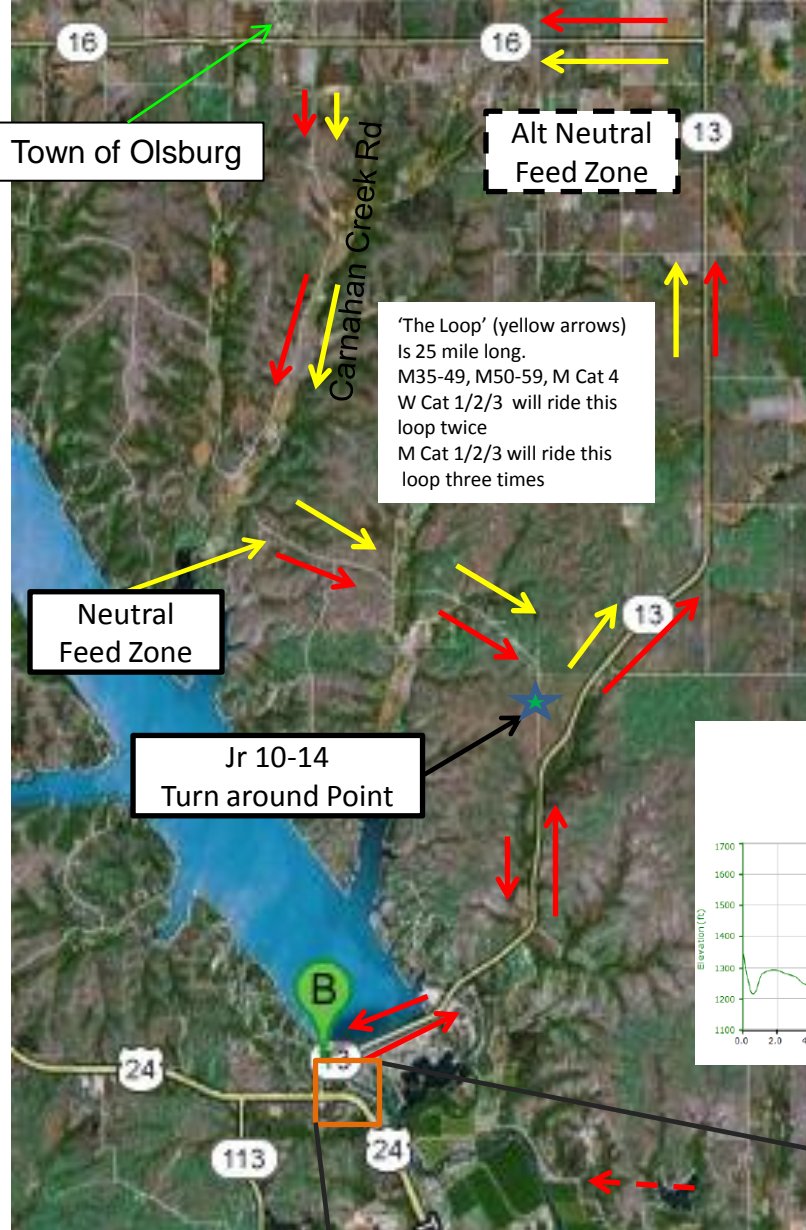 16
16
Town of Olsburg
Alt Neutral
Feed Zone
13
Carnahan Creek Rd
‘The Loop’ (yellow arrows)
Is 25 mile long.
M35-49, M50-59, M Cat 4
W Cat 1/2/3 will ride this
loop twice
M Cat 1/2/3 will ride this
loop three times
Neutral
Feed Zone
13
Jr 10-14
Turn around Point
1700
1600
1500
1400
1300
1200
1100
Elevation (ft)
0.0 2.0 4
B
13
24
113
24